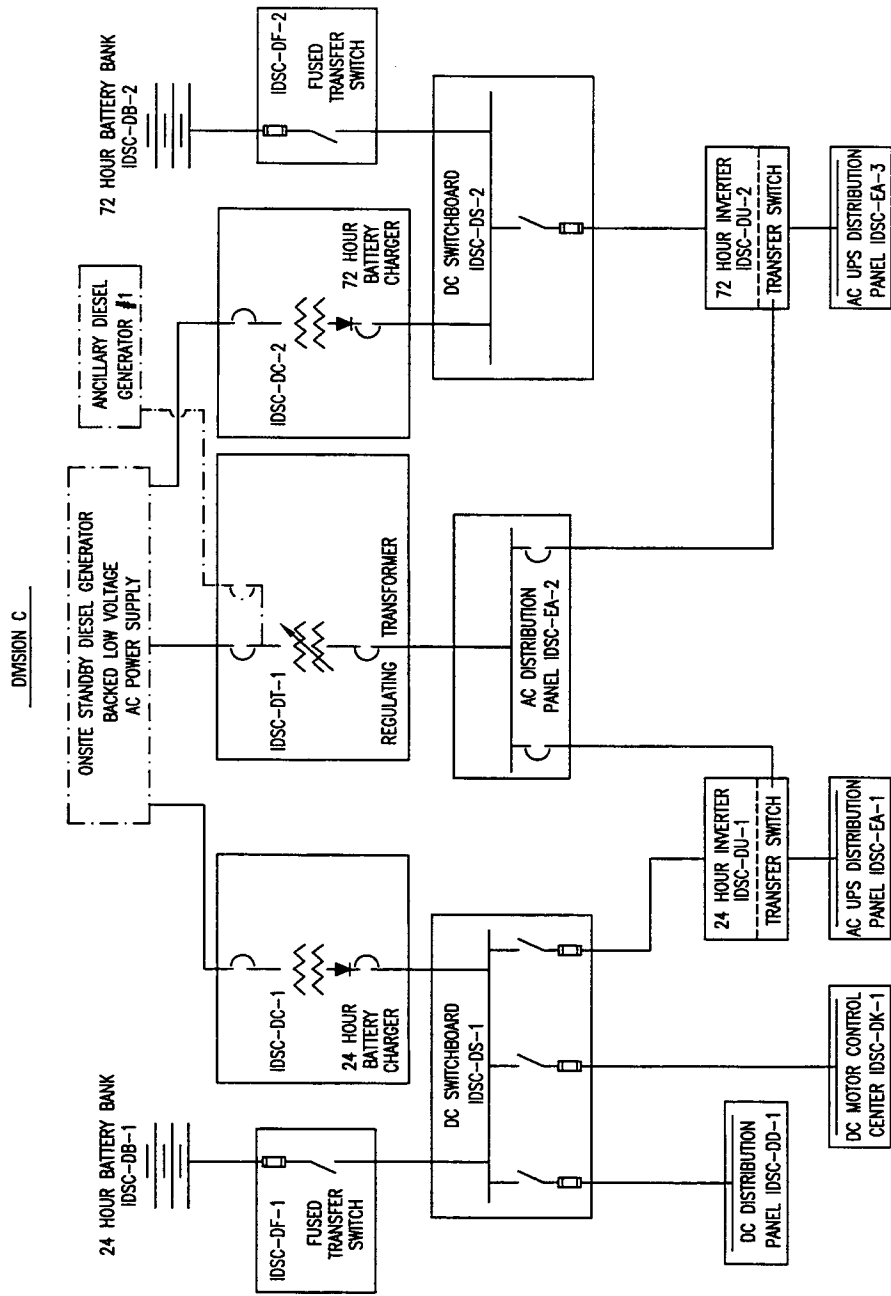 DIVISION C
ONSITE STANDBY DIESEL GENERATOR
BACKED LOW VOLTAGE
AC POWER SUPPLY
ANCILLARY DIESEL
GENERATOR #1
24 HOUR BATTERY BANK
IDSC-DB-1
72 HOUR BATTERY BANK
IDSC-DB-2
IDSC-DF-1
FUSED
TRANSFER
SWITCH
IDSC-DC-1
24 HOUR
BATTERY
CHARGER
IDSC-DT-1
REGULATING TRANSFORMER
IDSC-DC-2
72 HOUR
BATTERY
CHARGER
IDSC-DF-2
FUSED
TRANSFER
SWITCH
DC SWITCHBOARD
IDSC-DS-1
AC DISTRIBUTION
PANEL IDSC-EA-2
DC SWITCHBOARD
IDSC-DS-2
24 HOUR INVERTER
IDSC-DU-1
TRANSFER SWITCH
72 HOUR INVERTER
IDSC-DU-2
TRANSFER SWITCH
DC DISTRIBUTION
PANEL IDSC-DD-1
DC MOTOR CONTROL
CENTER IDSC-DK-1
AC UPS DISTRIBUTION
PANEL IDSC-EA-1
AC UPS DISTRIBUTION
PANEL IDSC-EA-3